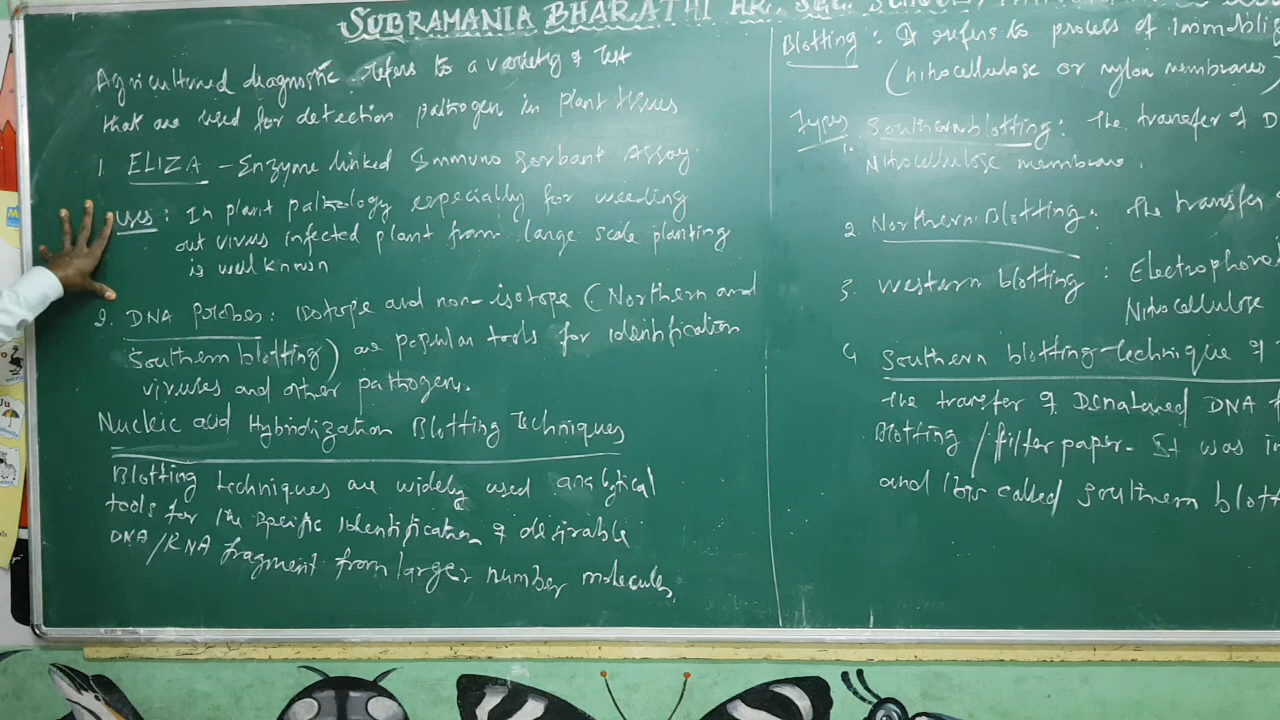 SUBRAMANIA BHARATHI HR. SEC. SCHOOL,
Agricultured diagnostic refers to a variety of Test
that are used for detection pathogen in plant tissues
1. ELIZA - Enzyme linked Immuno Sorbant Assay
uses : In plant pathology especially for weeding
out virus infected plant from large scale planting
is well known
2. DNA Probes : isotope and non-isotope (Northern and
Southern blotting) are popular tools for identification
viruses and other pathogens.
Nucleic acid Hybridization Blotting Techniques
Blotting techniques are widely used analytical
tools for the specific identification of desirable
DNA/RNA fragment from larger number molecules,
Blotting : It refers to process of immobili
(nitrocellulose or nylon membranes)
Types
1. Southern blotting : The transfer of D
Nitrocellulose membrane.
2. Northern Blotting : The transfer
3. Western blotting : Electrophore
Nitrocellulose
4 Southern blotting-technique of
The transfer of Denatured DNA
Blotting / filter paper. It was in
and called Southern blott
M
Ju